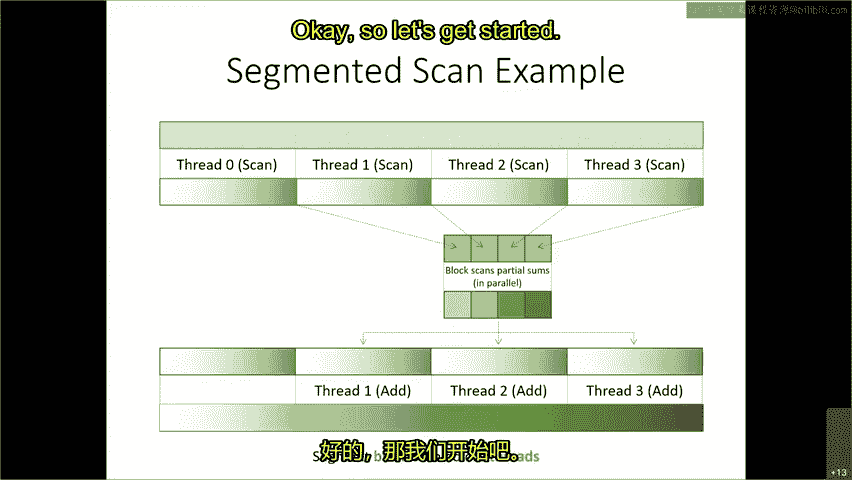 Okay, so let's get started.
Segmented Scan Example
Thread 0 (Scan)
Thread 1 (Scan)
Thread 2 (Scan)
Thread 3 (Scan)
Block scans partial sums
(in parallel)
Thread 1 (Add)
Thread 2 (Add)
Thread 3 (Add)
好的，那我们开始吧。
+13